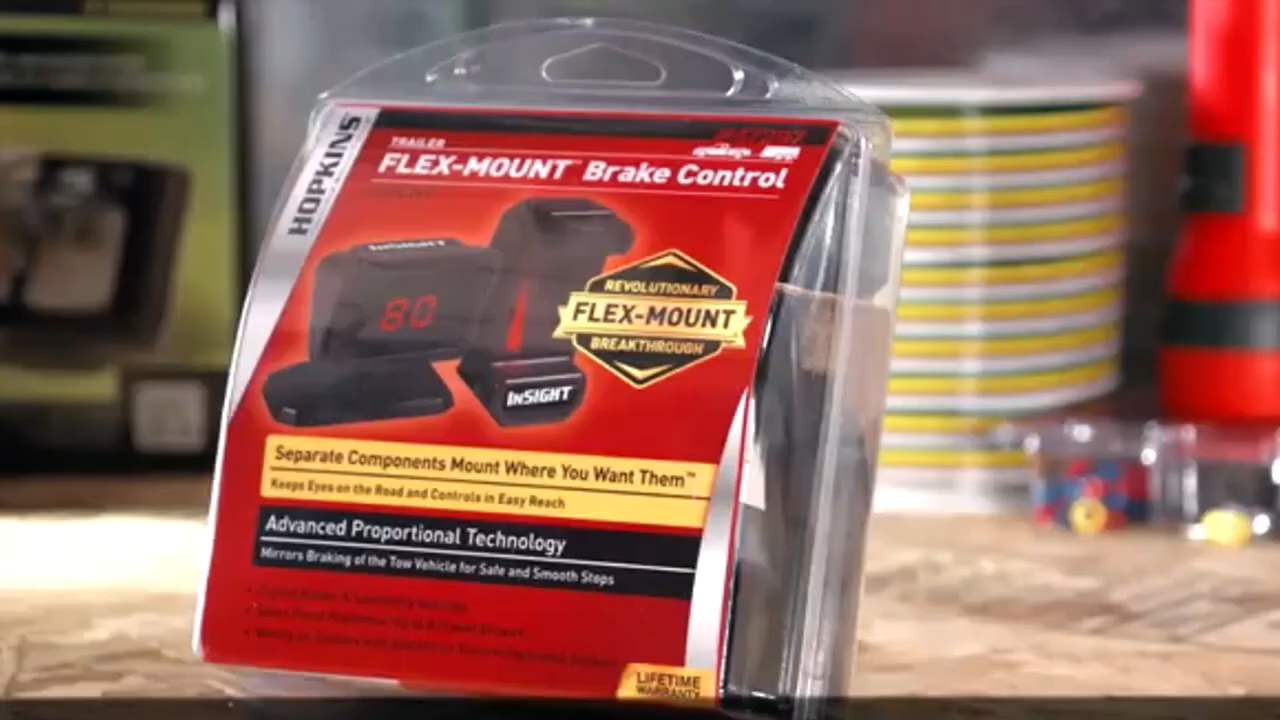 HOPKINS
TRAILER
FLEX-MOUNT™ Brake Control
INSIGHT
80
REVOLUTIONARY
FLEX-MOUNT
BREAKTHROUGH
INSIGHT
Separate Components Mount Where You Want Them™
Keeps Eyes on the Road and Controls in Easy Reach
Advanced Proportional Technology
Mirrors Braking of the Tow Vehicle for Safe and Smooth Stops
LIFETIME
WARRANTY